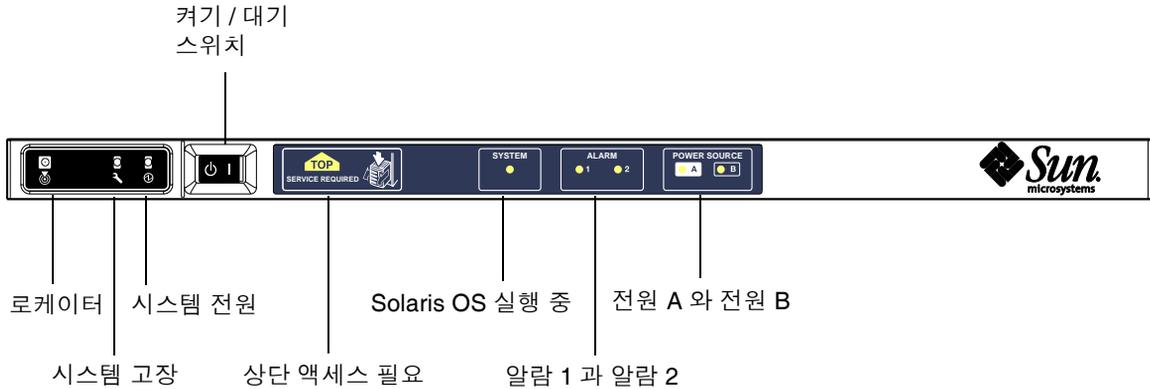 켜기 / 대기
스위치
TOP
SERVICE REQUIRED
SYSTEM
ALARM
1
2
POWER SOURCE
A
B
Sun.
microsystems
로케이터
시스템 전원
Solaris OS 실행 중
전원 A 와 전원 B
시스템 고장
상단 액세스 필요
알람 1 과 알람 2